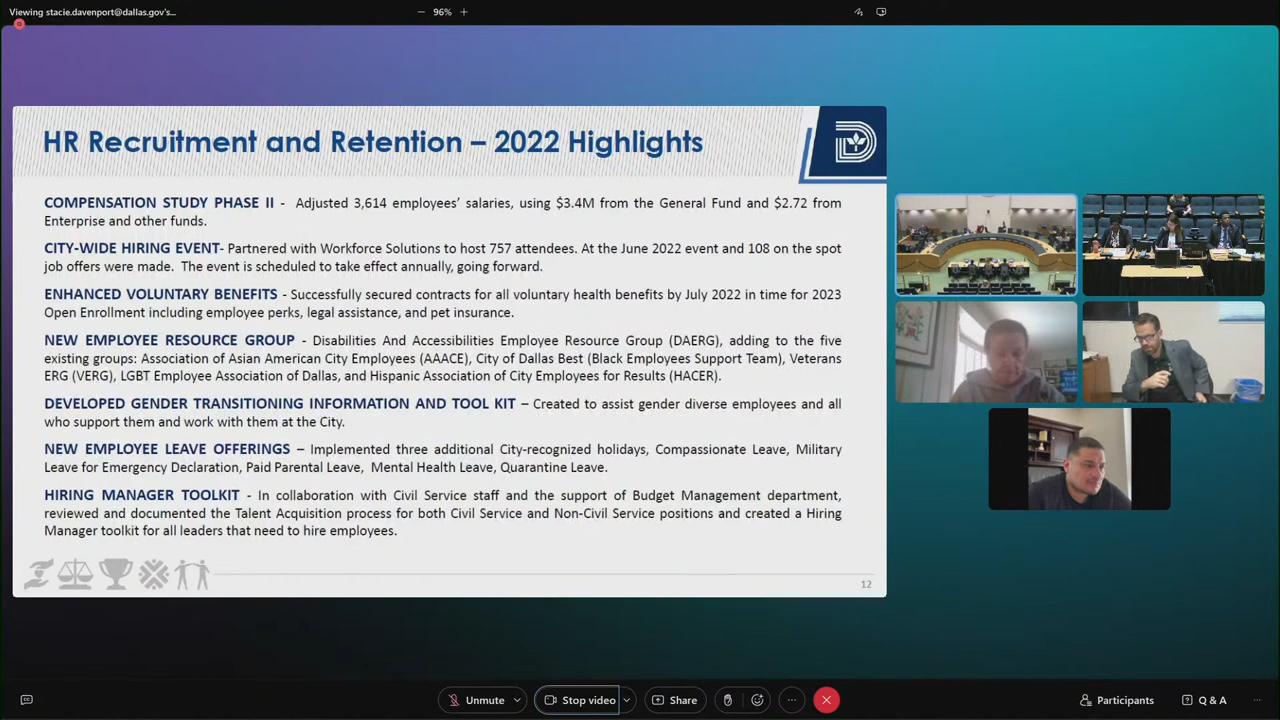 Viewing stacie.davenport@dallas.gov's...
96%
HR Recruitment and Retention – 2022 Highlights
COMPENSATION STUDY PHASE II - Adjusted 3,614 employees' salaries, using $3.4M from the General Fund and $2.72 from
Enterprise and other funds.
CITY-WIDE HIRING EVENT- Partnered with Workforce Solutions to host 757 attendees. At the June 2022 event and 108 on the spot
job offers were made. The event is scheduled to take effect annually, going forward.
ENHANCED VOLUNTARY BENEFITS - Successfully secured contracts for all voluntary health benefits by July 2022 in time for 2023
Open Enrollment including employee perks, legal assistance, and pet insurance.
NEW EMPLOYEE RESOURCE GROUP - Disabilities And Accessibilities Employee Resource Group (DAERG), adding to the five
existing groups: Association of Asian American City Employees (AAACE), City of Dallas Best (Black Employees Support Team), Veterans
ERG (VERG), LGBT Employee Association of Dallas, and Hispanic Association of City Employees for Results (HACER).
DEVELOPED GENDER TRANSITIONING INFORMATION AND TOOL KIT – Created to assist gender diverse employees and all
who support them and work with them at the City.
NEW EMPLOYEE LEAVE OFFERINGS – Implemented three additional City-recognized holidays, Compassionate Leave, Military
Leave for Emergency Declaration, Paid Parental Leave, Mental Health Leave, Quarantine Leave.
HIRING MANAGER TOOLKIT - In collaboration with Civil Service staff and the support of Budget Management department,
reviewed and documented the Talent Acquisition process for both Civil Service and Non-Civil Service positions and created a Hiring
Manager toolkit for all leaders that need to hire employees.
12
Unmute
Stop video
Share
Participants
Q & A